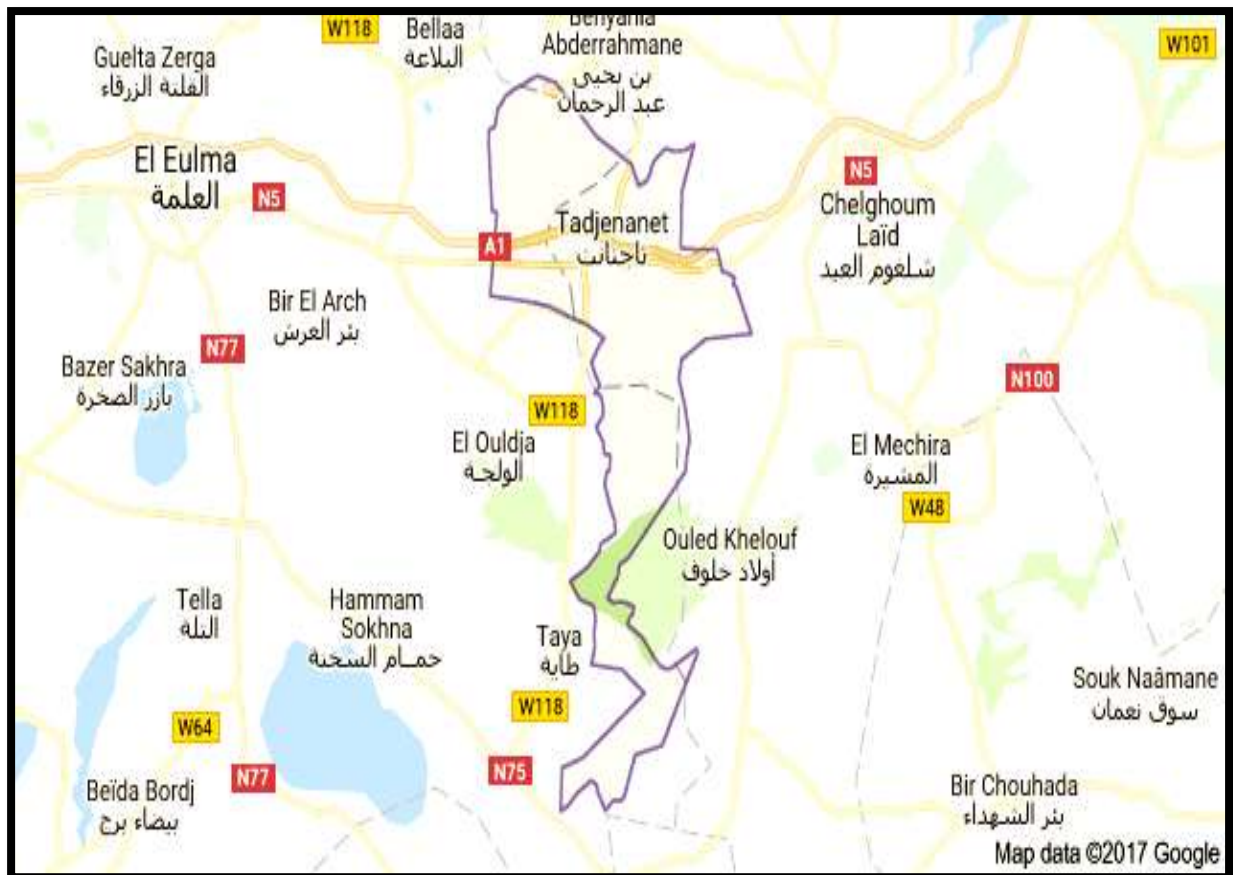 W118
Bellaa
البلاعة
Benyahia
Abderrahmane
بن يحيى
عبد الرحمان
W101
Guelta Zerga
القلتة الزرقاء
El Eulma
العلمة
N5
N5
Tadjenanet
تاجنانت
A1
Chelghoum
Laïd
شلغوم العيد
Bir El Arch
بئر العرش
N77
Bazer Sakhra
بازر الصخرة
N100
W118
El Ouldja
الولجة
El Mechira
المشيرة
W48
Ouled Khelouf
أولاد خلوف
Tella
التلة
Hammam
Sokhna
حمام السخنة
Taya
طاية
Souk Naâmane
سوق نعمان
W118
W64
N77
N75
Beïda Bordj
بيضاء برج
Bir Chouhada
بئر الشهداء
Map data ©2017 Google